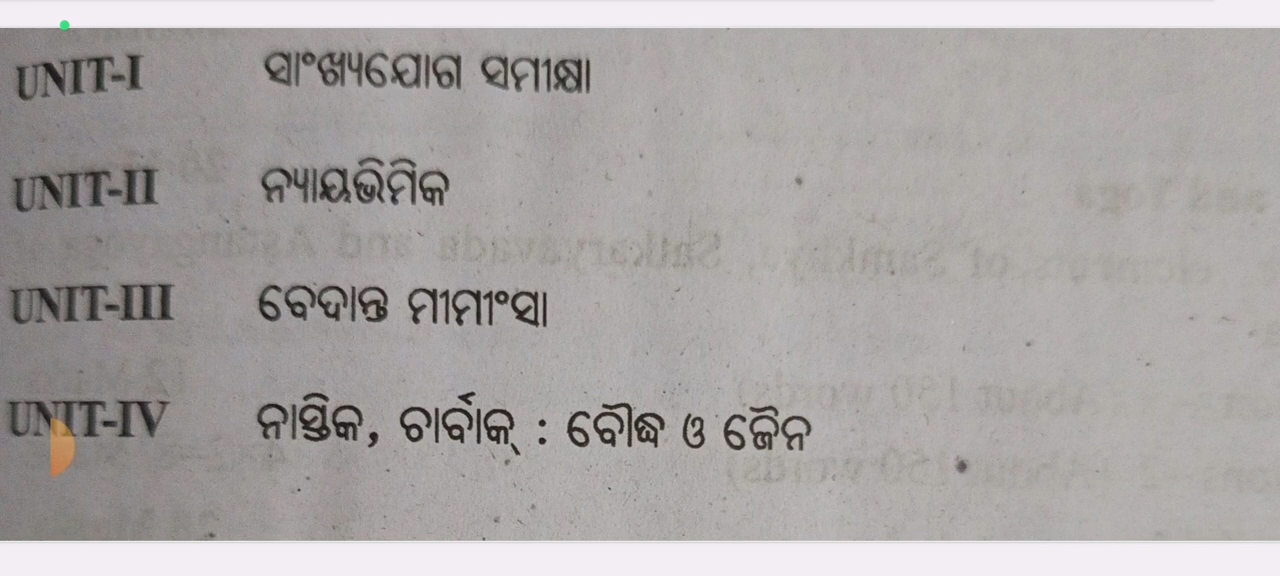 UNIT-I ସାଂଖ୍ୟଯୋଗ ସମୀକ୍ଷା
UNIT-II ନ୍ୟାୟଭିମିକ
UNIT-III ବେଦାନ୍ତ ମୀମାଂସା
UNIT-IV ନାସ୍ତିକ, ଚାର୍ବାକ୍ : ବୌଦ୍ଧ ଓ ଜୈନ